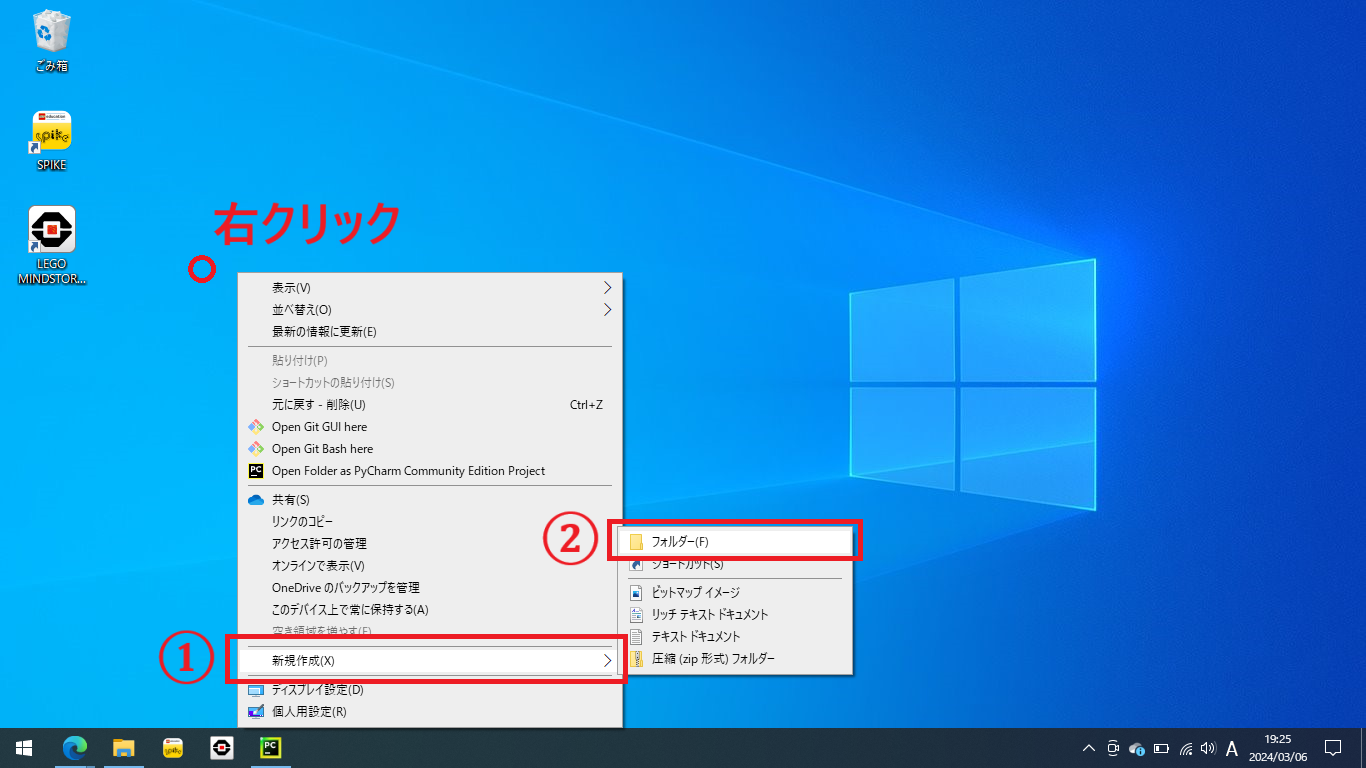 ごみ箱
education
spike
SPIKE
LEGO
MINDSTOR...
右クリック
表示(V)
並べ替え(O)
最新の情報に更新(E)
貼り付け(P)
ショートカットの貼り付け(S)
元に戻す - 削除(U) Ctrl+Z
Open Git GUI here
Open Git Bash here
PC Open Folder as PyCharm Community Edition Project
共有(S)
リンクのコピー
アクセス許可の管理
オンラインで表示(V)
OneDrive のバックアップを管理
このデバイス上で常に保持する(A)
空き領域を増やす(F)
① 新規作成(X)
ディスプレイ設定(D)
個人用設定(R)
② フォルダー(F)
ショートカット(S)
ビットマップ イメージ
リッチ テキスト ドキュメント
テキスト ドキュメント
圧縮 (zip 形式) フォルダー
spike
PC
A
19:25
2024/03/06